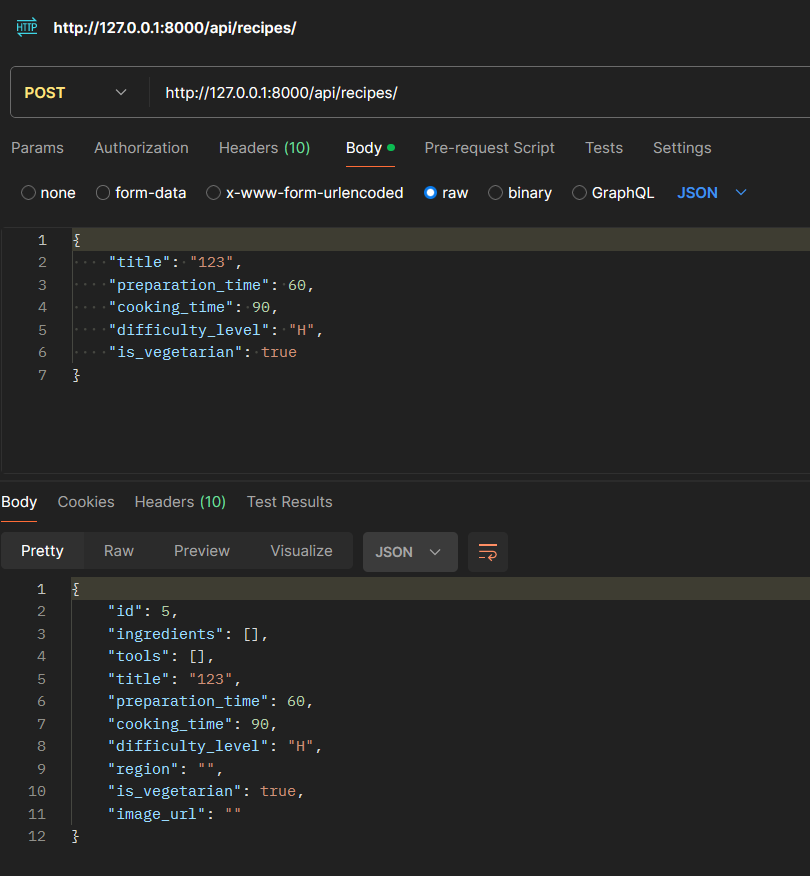 HTTP http://127.0.0.1:8000/api/recipes/
POST http://127.0.0.1:8000/api/recipes/
Params Authorization Headers (10) Body Pre-request Script Tests Settings
none form-data x-www-form-urlencoded raw binary GraphQL JSON
1 {
2 "title": "123",
3 "preparation_time": 60,
4 "cooking_time": 90,
5 "difficulty_level": "H",
6 "is_vegetarian": true
7 }
Body Cookies Headers (10) Test Results
Pretty Raw Preview Visualize JSON
1 {
2 "id": 5,
3 "ingredients": [],
4 "tools": [],
5 "title": "123",
6 "preparation_time": 60,
7 "cooking_time": 90,
8 "difficulty_level": "H",
9 "region": "",
10 "is_vegetarian": true,
11 "image_url": ""
12 }